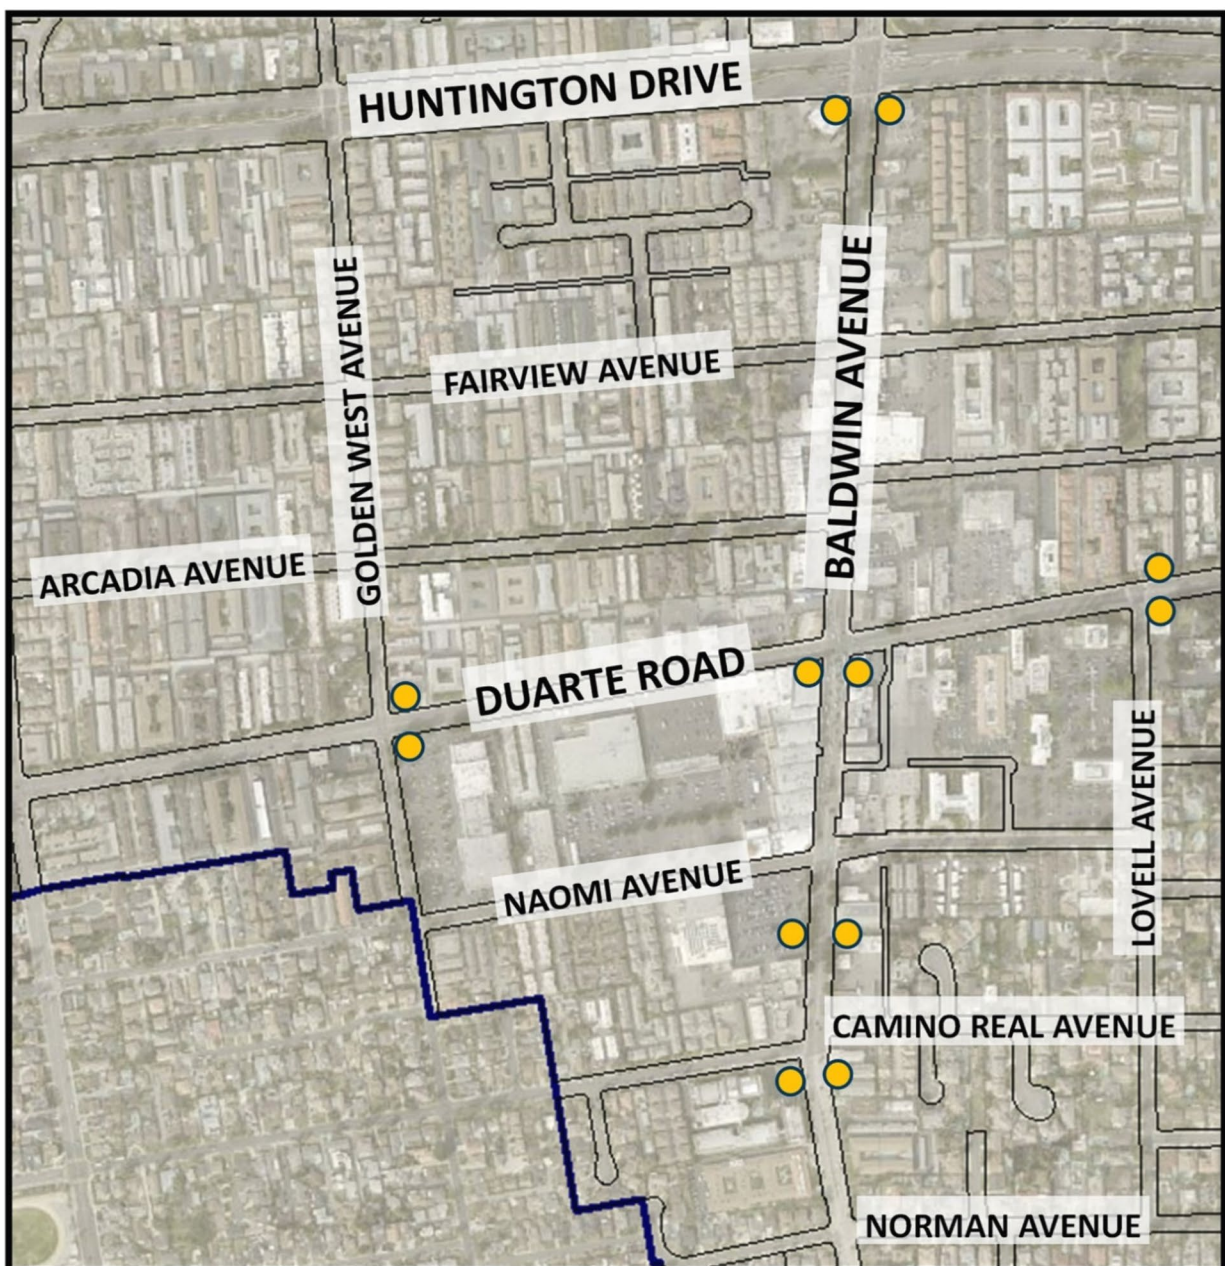 HUNTINGTON DRIVE
GOLDEN WEST AVENUE
BALDWIN AVENUE
FAIRVIEW AVENUE
ARCADIA AVENUE
DUARTE ROAD
LOVELL AVENUE
NAOMI AVENUE
CAMINO REAL AVENUE
NORMAN AVENUE